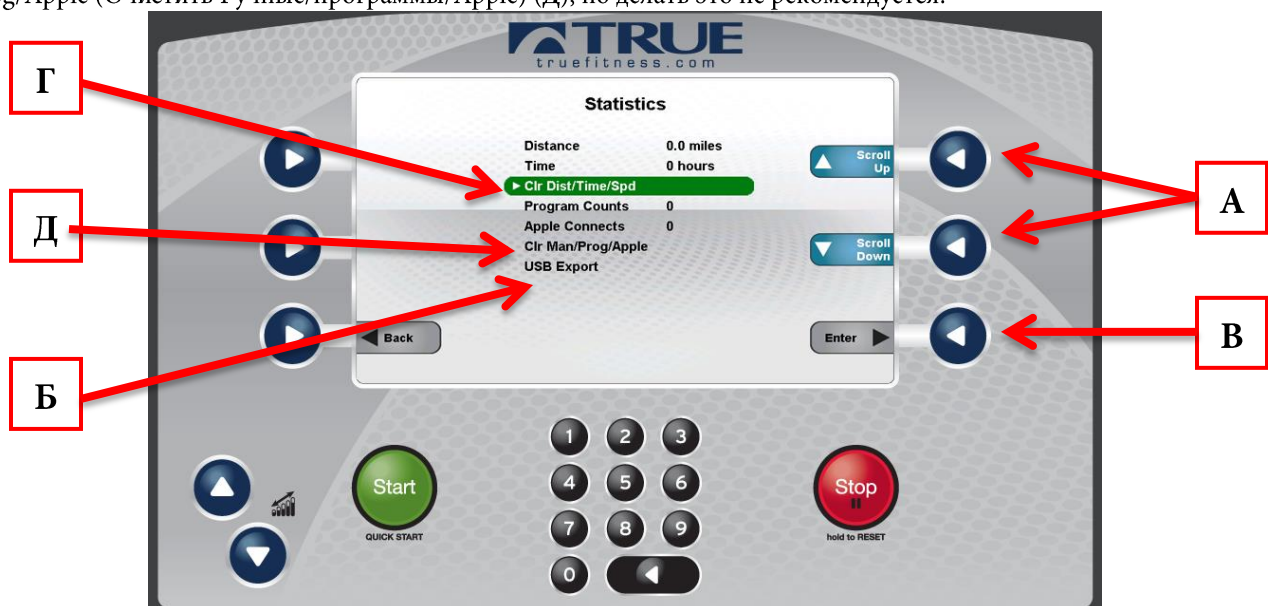 g/Apple (Очистить Ручные/программы/Apple) (Д), но делать это не рекомендуется.
TRUE
truefitness.com
Г
Statistics
Distance 0.0 miles
Scroll Up
Time 0 hours
Clr Dist/Time/Spd
А
Program Counts 0
Д
Apple Connects 0
Clr Man/Prog/Apple
Scroll Down
USB Export
Back
Enter
В
Б
1 2 3
Start
4 5 6
Stop
QUICK START
7 8 9
hold to RESET
0